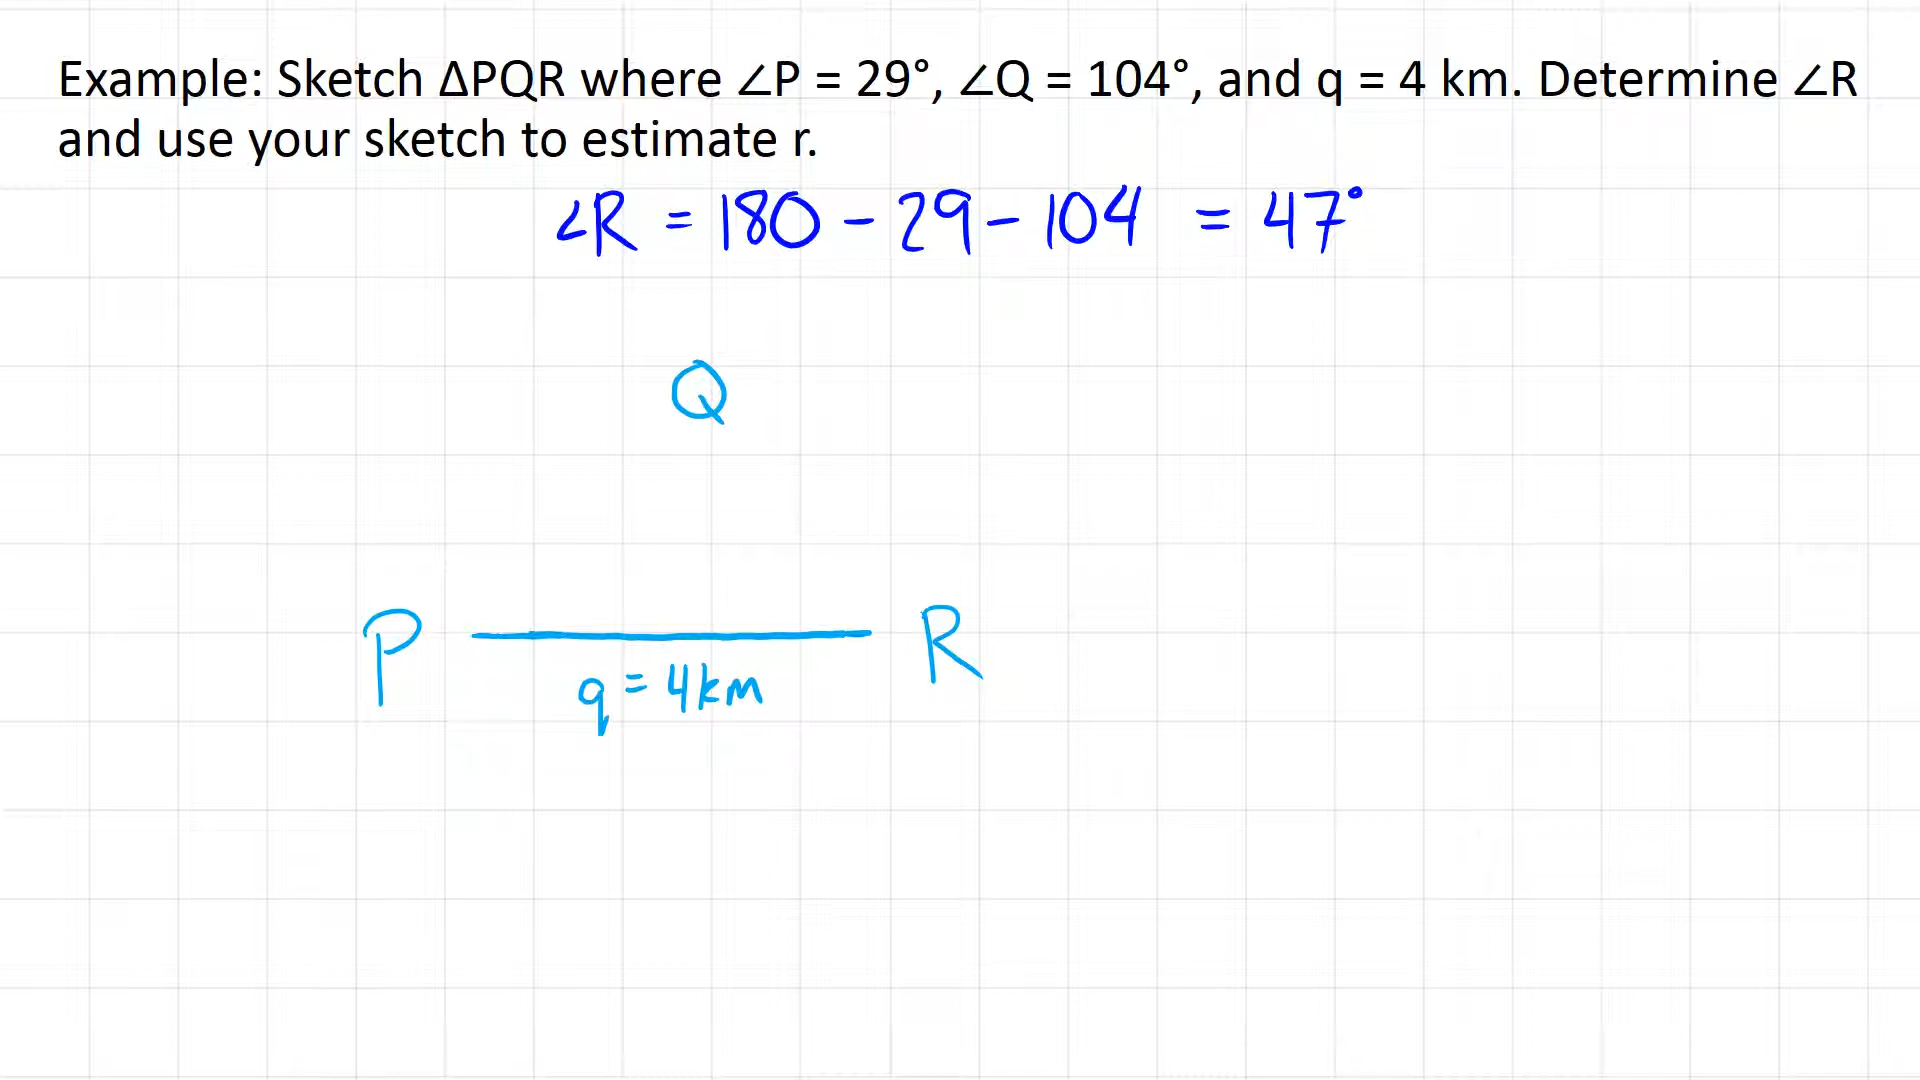 Example: Sketch ΔPQR where ∠P = 29°, ∠Q = 104°, and q = 4 km. Determine ∠R
and use your sketch to estimate r.
∠R = 180 - 29 - 104 = 47°
Q
P R
q = 4km